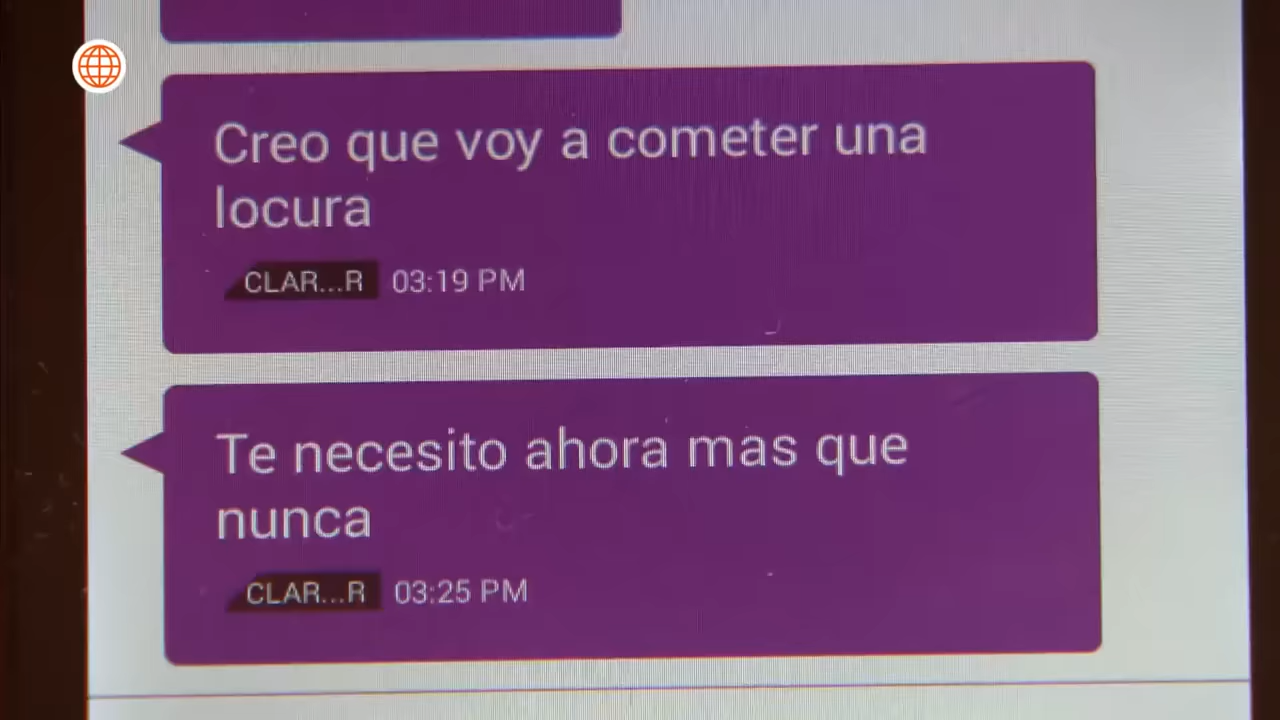 Creo que voy a cometer una
locura
CLAR...R 03:19 PM
Te necesito ahora mas que
nunca
CLAR...R 03:25 PM